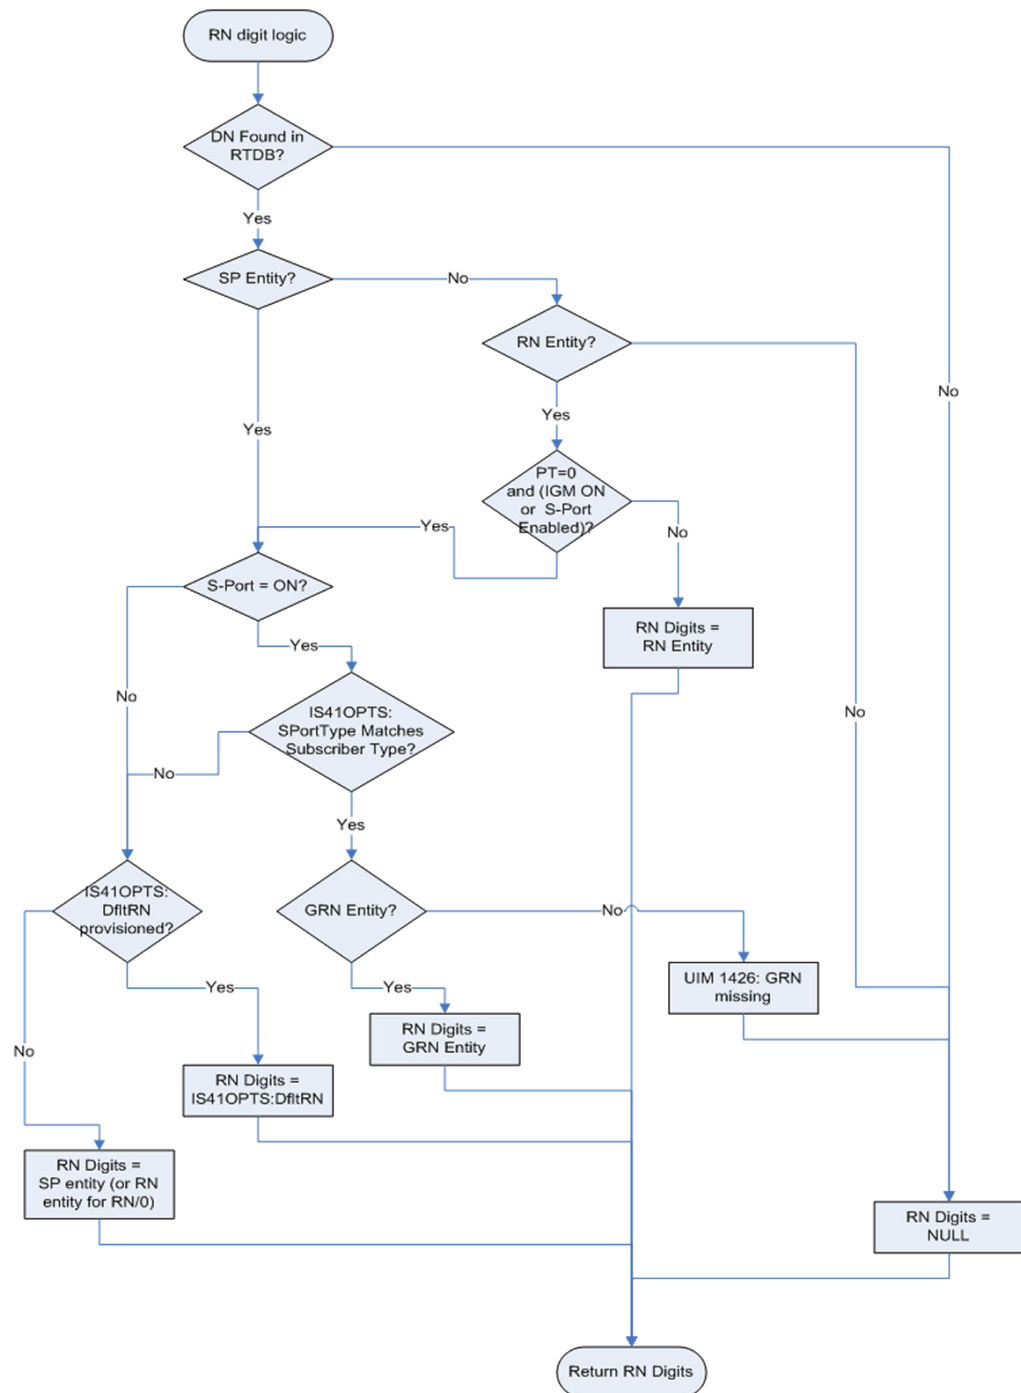 RN digit logic
DN Found in
RTDB?
Yes
SP Entity?
No
RN Entity?
No
Yes
Yes
PT=0
and (IGM ON
or S-Port
Enabled)?
Yes
No
S-Port = ON?
RN Digits =
RN Entity
Yes
No
No
IS41OPTS:
SPortType Matches
Subscriber Type?
No
Yes
IS41OPTS:
DfltRN
provisioned?
GRN Entity?
No
UIM 1426: GRN
missing
Yes
Yes
RN Digits =
GRN Entity
No
RN Digits =
IS41OPTS:DfltRN
RN Digits =
SP entity (or RN
entity for RN/0)
RN Digits =
NULL
Return RN Digits